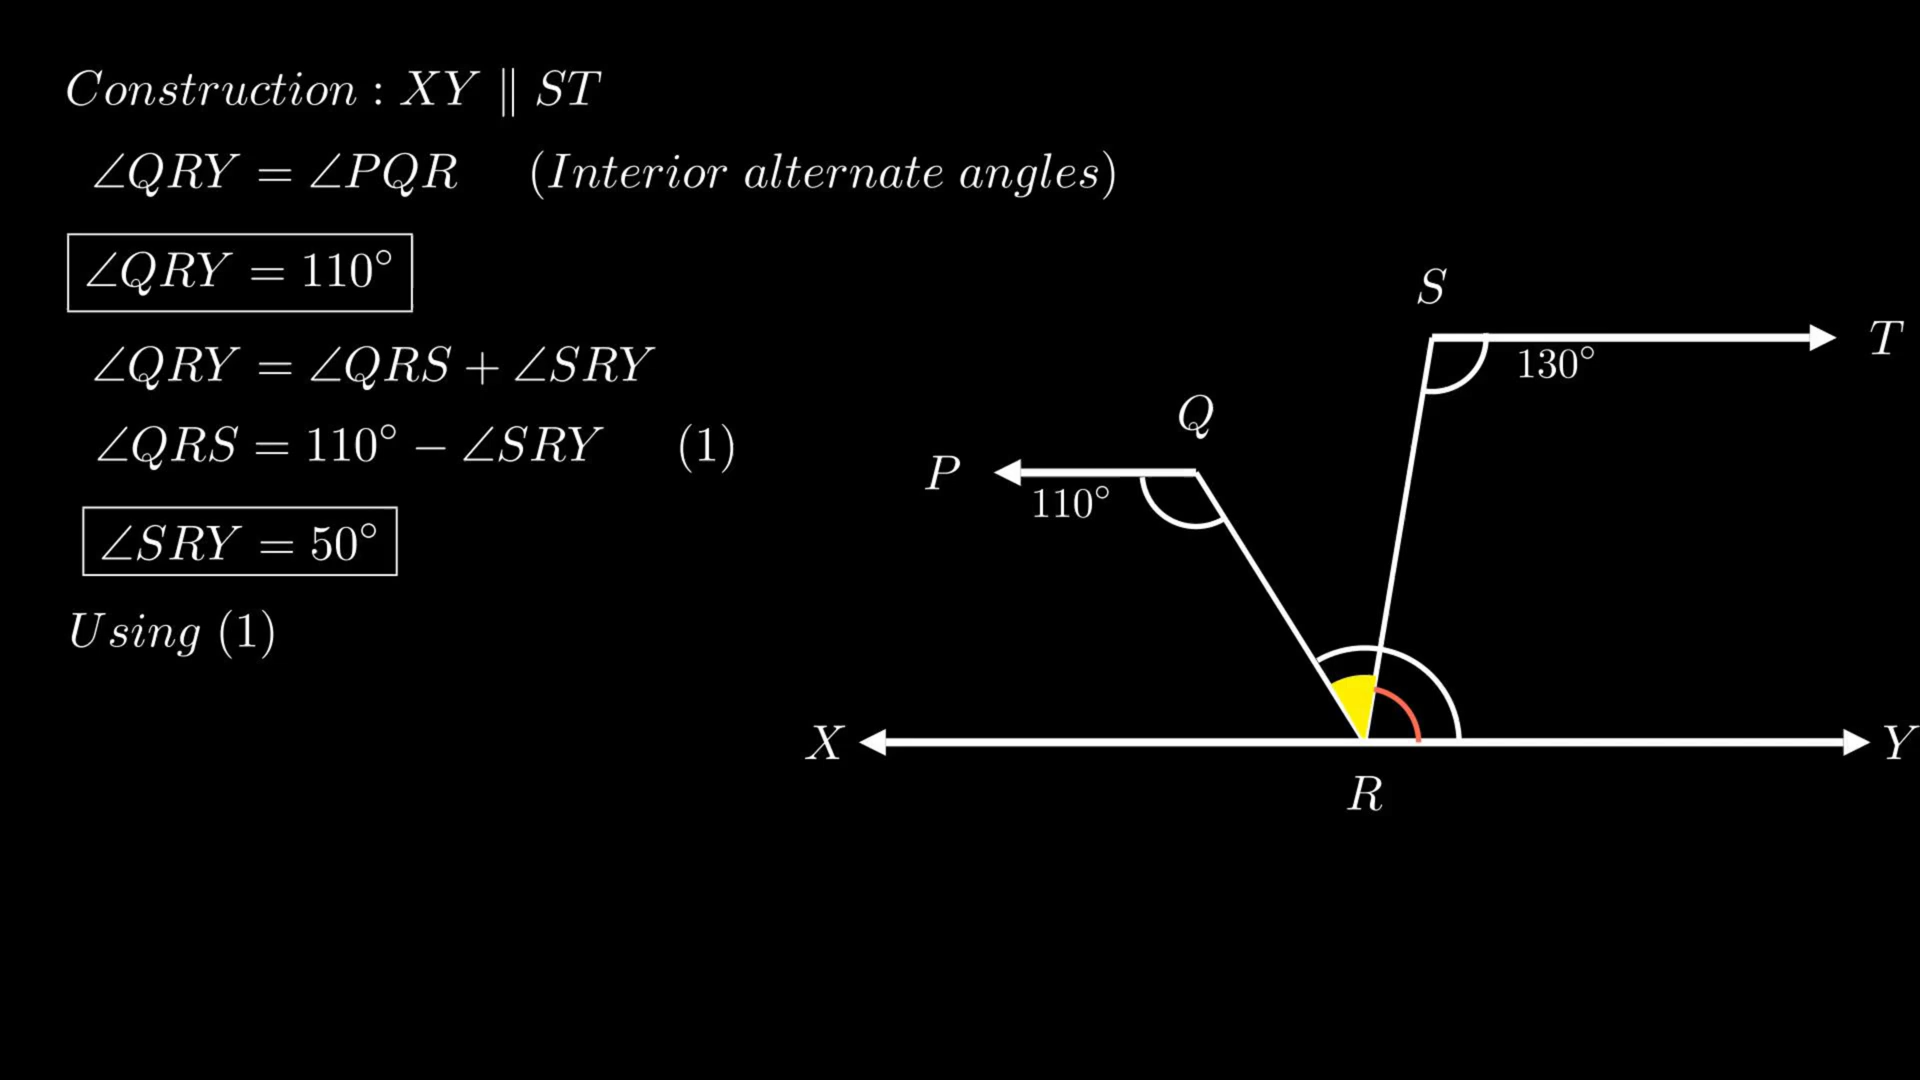 Construction : XY ∥ ST
∠QRY = ∠PQR (Interior alternate angles)
∠QRY = 110°
∠QRY = ∠QRS + ∠SRY
∠QRS = 110° − ∠SRY (1)
∠SRY = 50°
Using (1)
S
T
130°
Q
P
110°
X
Y
R